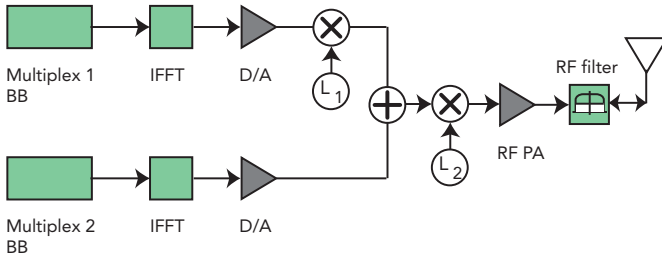 Multiplex 1
BB
IFFT
D/A
L1
L2
RF PA
RF filter
Multiplex 2
BB
IFFT
D/A